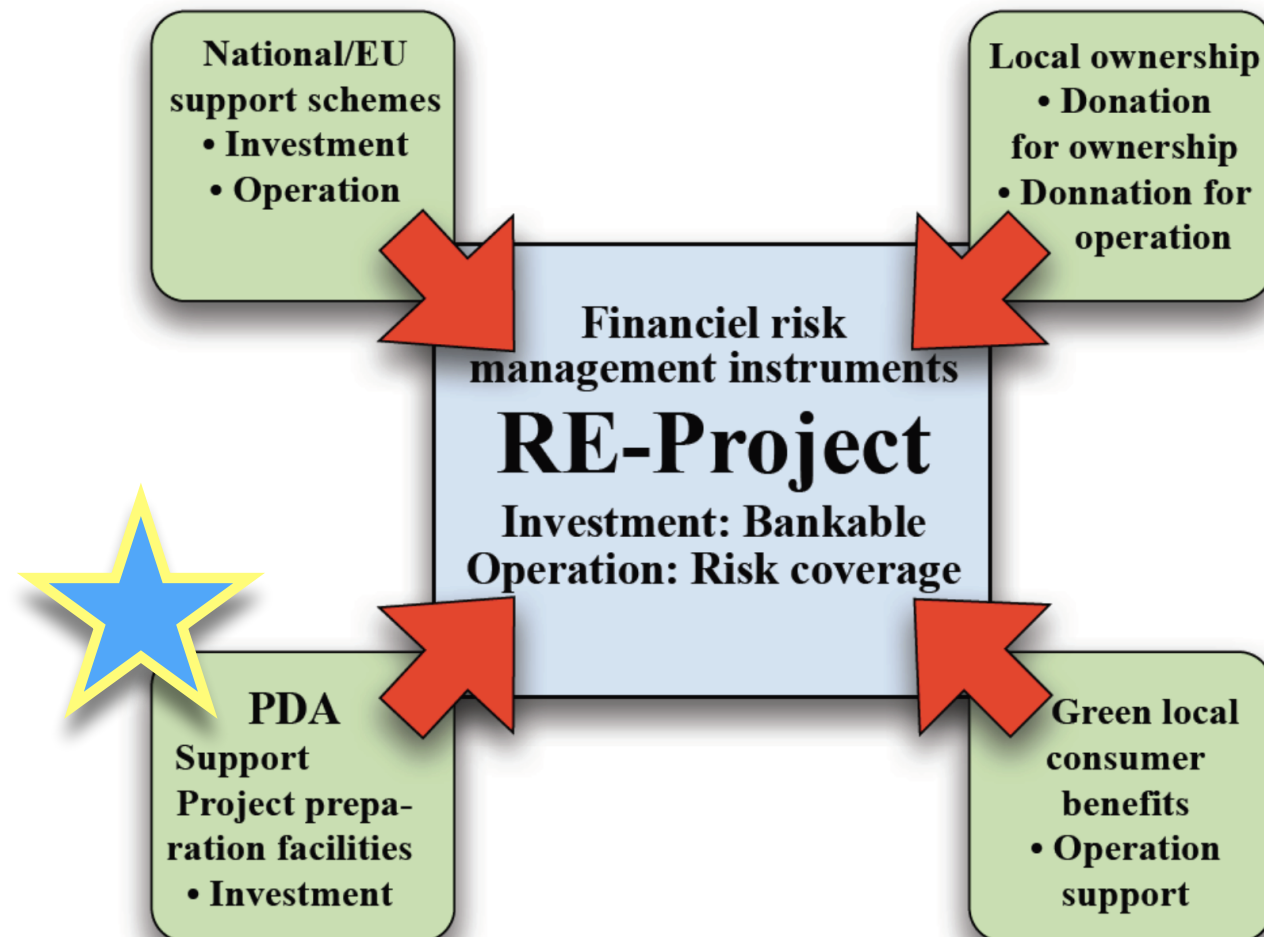 National/EU
support schemes
• Investment
• Operation
Local ownership
• Donation
for ownership
• Donnation for
operation
Financiel risk
management instruments
RE-Project
Investment: Bankable
Operation: Risk coverage
PDA
Support
Project prepa-
ration facilities
• Investment
Green local
consumer
benefits
• Operation
support